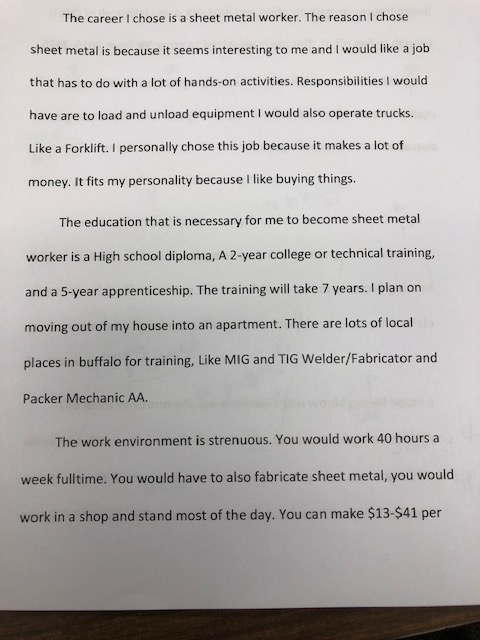 The career I chose is a sheet metal worker. The reason I chose
sheet metal is because it seems interesting to me and I would like a job
that has to do with a lot of hands-on activities. Responsibilities I would
have are to load and unload equipment I would also operate trucks.
Like a Forklift. I personally chose this job because it makes a lot of
money. It fits my personality because I like buying things.
The education that is necessary for me to become sheet metal
worker is a High school diploma, A 2-year college or technical training,
and a 5-year apprenticeship. The training will take 7 years. I plan on
moving out of my house into an apartment. There are lots of local
places in buffalo for training, Like MIG and TIG Welder/Fabricator and
Packer Mechanic AA.
The work environment is strenuous. You would work 40 hours a
week fulltime. You would have to also fabricate sheet metal, you would
work in a shop and stand most of the day. You can make $13-$41 per